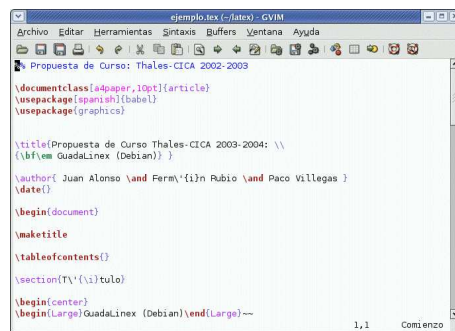 ejemplo.tex (~/latex) - GVIM
Archivo Editar Herramientas Sintaxis Buffers Ventana Ayuda
%% Propuesta de Curso: Thales-CICA 2002-2003
\documentclass[a4paper,10pt]{article}
\usepackage[spanish]{babel}
\usepackage{graphics}
\title{Propuesta de Curso Thales-CICA 2003-2004: \\
{\bf\em GuadaLinex (Debian)} }
\author{ Juan Alonso \and Ferm\'{i}n Rubio \and Paco Villegas }
\date{}
\begin{document}
\maketitle
\tableofcontents{}
\section{T\'{\i}tulo}
\begin{center}
\begin{Large}GuadaLinex (Debian)\end{Large}~~
1,1 Comienzo